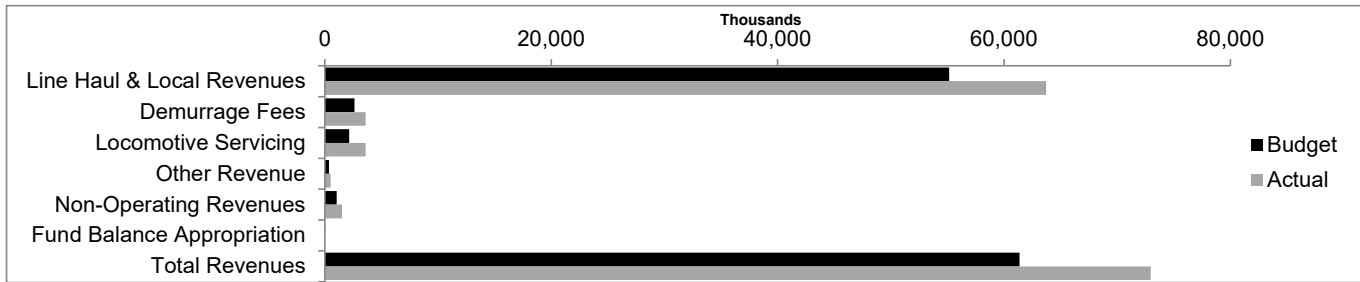 Thousands
0 20,000 40,000 60,000 80,000
Line Haul & Local Revenues
Demurrage Fees
Locomotive Servicing
Other Revenue
Non-Operating Revenues
Fund Balance Appropriation
Total Revenues
Budget
Actual